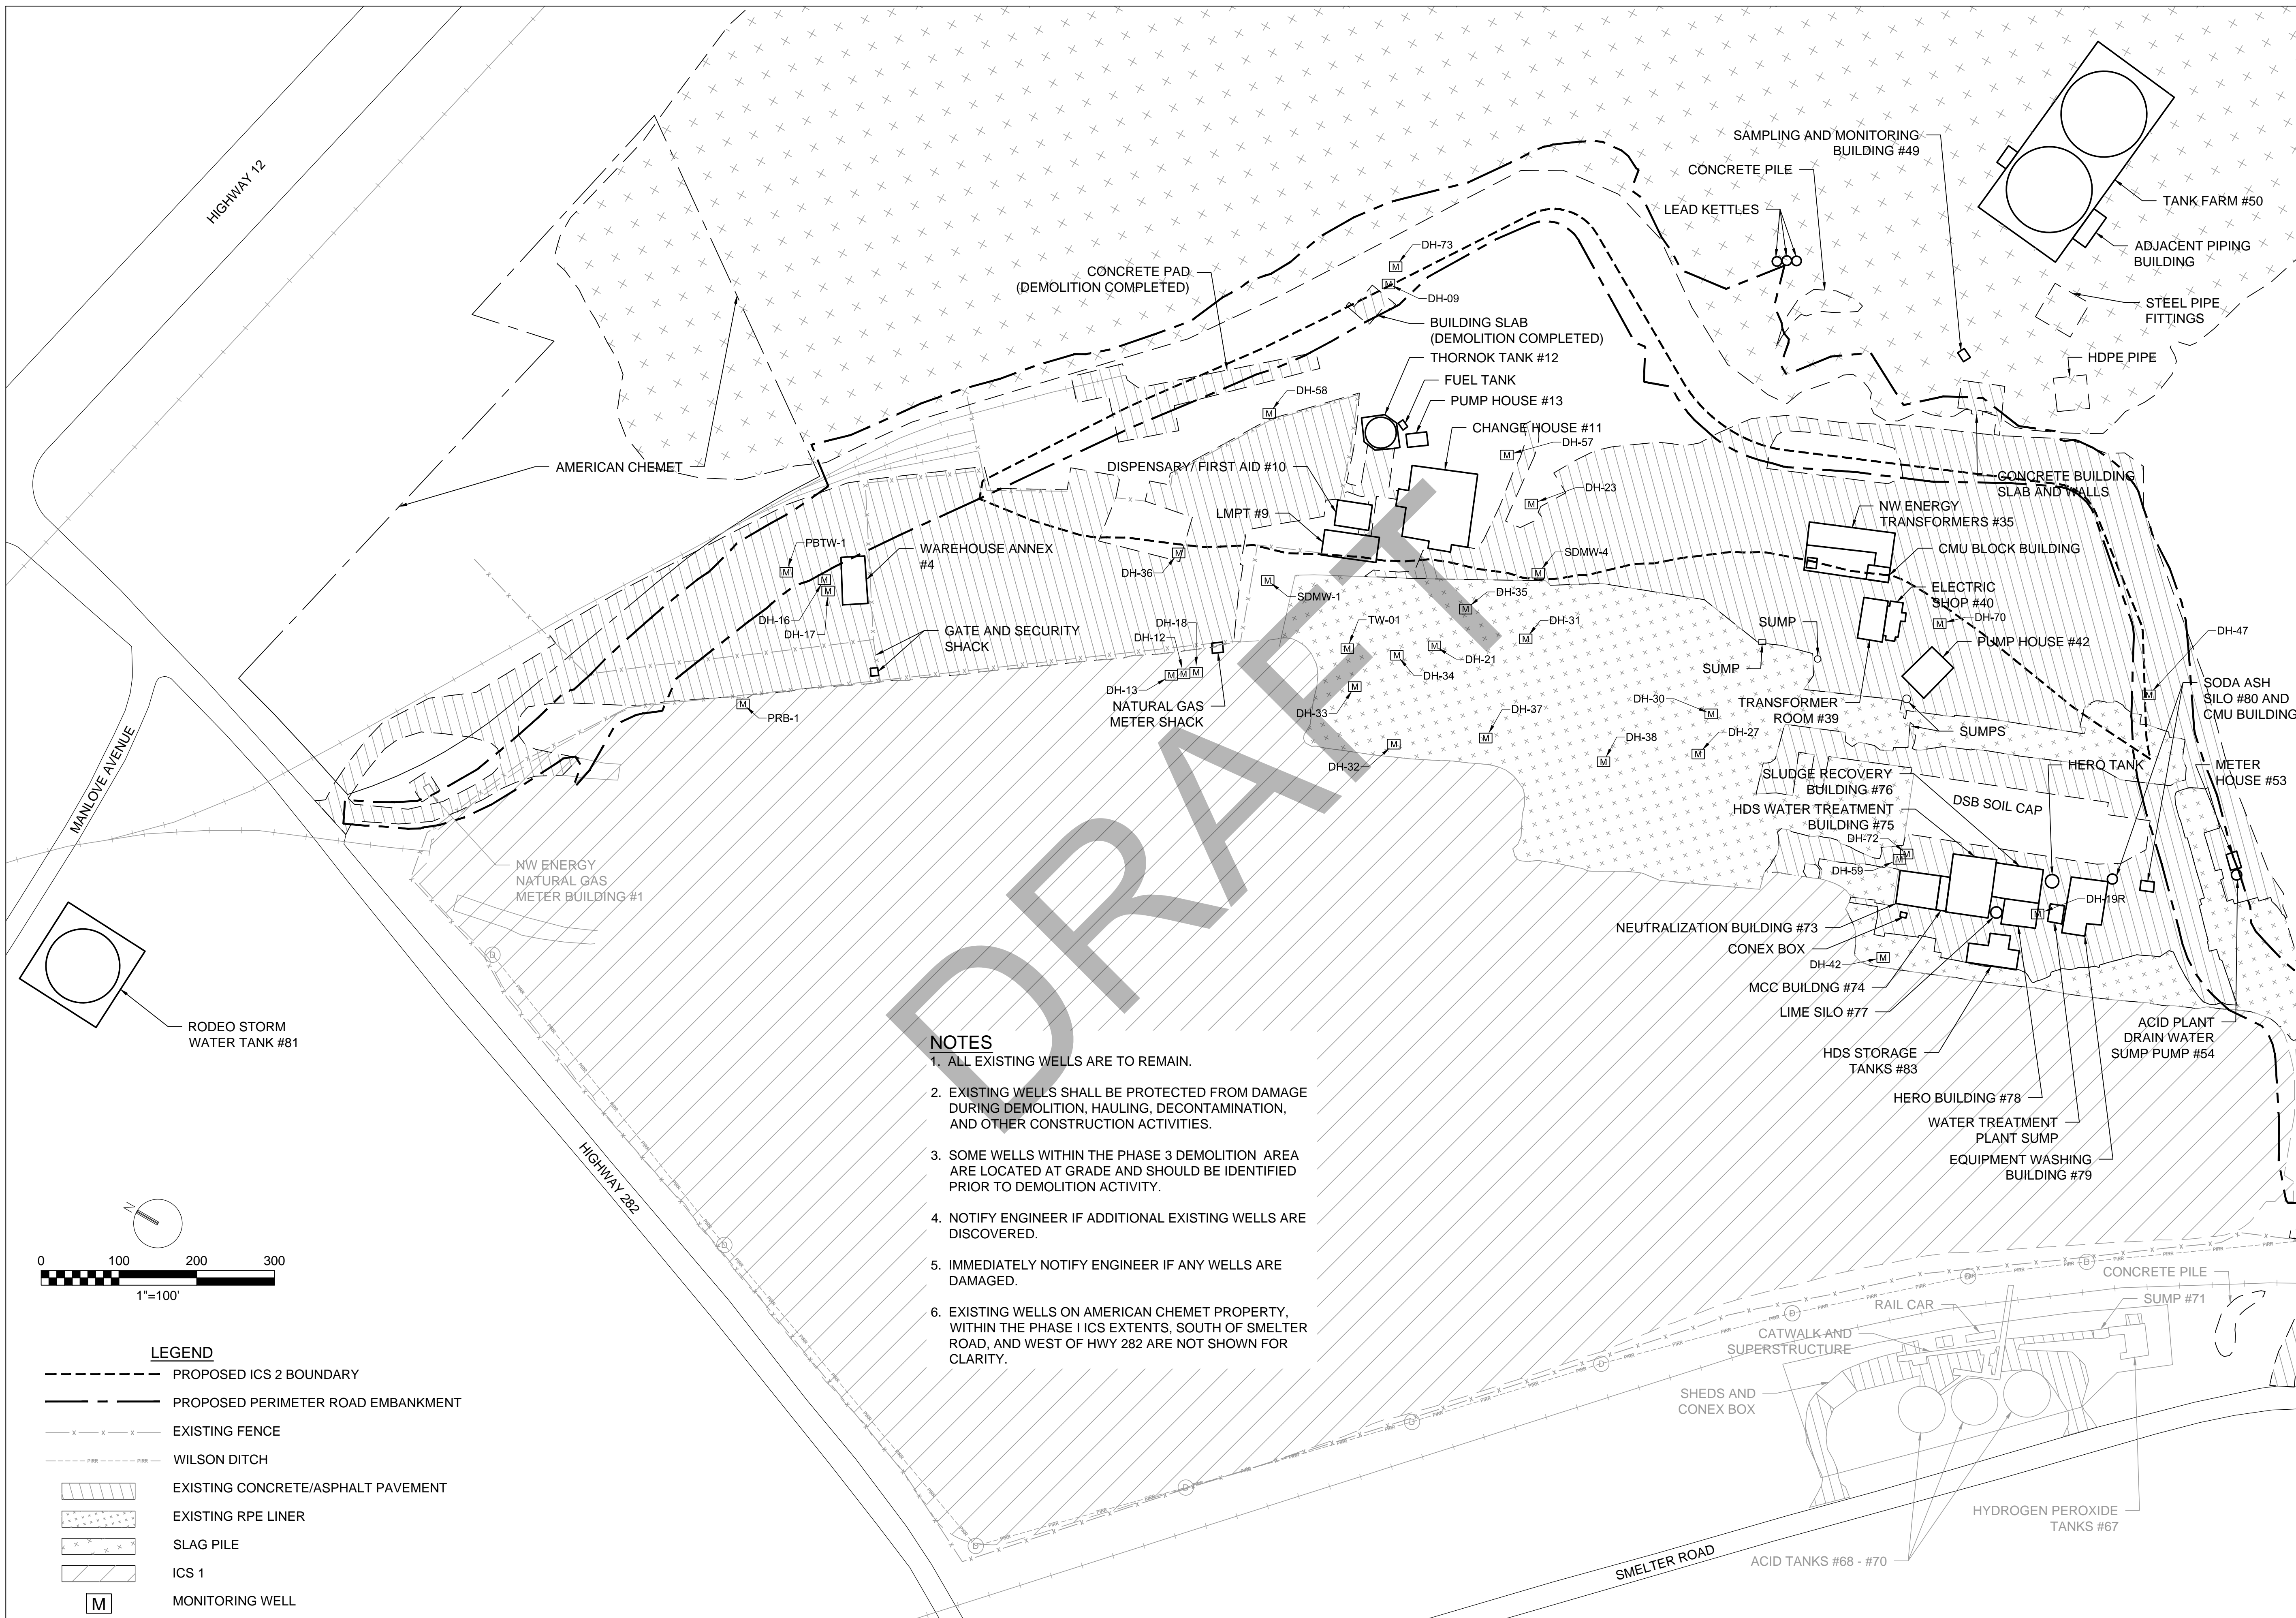 HIGHWAY 12
SAMPLING AND MONITORING
BUILDING #49
CONCRETE PILE
LEAD KETTLES
TANK FARM #50
ADJACENT PIPING
BUILDING
STEEL PIPE
FITTINGS
HDPE PIPE
DH-73
CONCRETE PAD
(DEMOLITION COMPLETED)
M
M
DH-09
BUILDING SLAB
(DEMOLITION COMPLETED)
THORNOK TANK #12
FUEL TANK
PUMP HOUSE #13
DH-58
M
CHANGE HOUSE #11
DH-57
M
AMERICAN CHEMET
DISPENSARY/ FIRST AID #10
CONCRETE BUILDING
SLAB AND WALLS
DH-23
M
LMPT #9
NW ENERGY
TRANSFORMERS #35
PBTW-1
M
WAREHOUSE ANNEX
#4
CMU BLOCK BUILDING
SDMW-4
M
M
DH-36
M
M
DH-16
DH-17
M
SDMW-1
DH-35
M
ELECTRIC
SHOP #40
DH-70
M
GATE AND SECURITY
SHACK
DH-18
DH-12
TW-01
M
DH-31
M
SUMP
SUMP
PUMP HOUSE #42
DH-47
M
M
DH-21
M
DH-34
DH-13
M M M
NATURAL GAS
METER SHACK
M
DH-33
M
PRB-1
DH-37
M
DH-30
M
TRANSFORMER
ROOM #39
SODA ASH
SILO #80 AND
CMU BUILDING
DH-32
M
DH-38
M
DH-27
M
SUMPS
MANLOVE AVENUE
SLUDGE RECOVERY
BUILDING #76
HERO TANK
METER
HOUSE #53
HDS WATER TREATMENT
BUILDING #75
DSB SOIL CAP
DH-72
M
DH-59
M
NW ENERGY
NATURAL GAS
METER BUILDING #1
DH-19R
M
NEUTRALIZATION BUILDING #73
CONEX BOX
DH-42
M
MCC BUILDNG #74
LIME SILO #77
RODEO STORM
WATER TANK #81
ACID PLANT
DRAIN WATER
SUMP PUMP #54
HDS STORAGE
TANKS #83
HERO BUILDING #78
WATER TREATMENT
PLANT SUMP
EQUIPMENT WASHING
BUILDING #79
DRAFT
HIGHWAY 282
NOTES
1. ALL EXISTING WELLS ARE TO REMAIN.
2. EXISTING WELLS SHALL BE PROTECTED FROM DAMAGE
DURING DEMOLITION, HAULING, DECONTAMINATION,
AND OTHER CONSTRUCTION ACTIVITIES.
3. SOME WELLS WITHIN THE PHASE 3 DEMOLITION AREA
ARE LOCATED AT GRADE AND SHOULD BE IDENTIFIED
PRIOR TO DEMOLITION ACTIVITY.
4. NOTIFY ENGINEER IF ADDITIONAL EXISTING WELLS ARE
DISCOVERED.
5. IMMEDIATELY NOTIFY ENGINEER IF ANY WELLS ARE
DAMAGED.
6. EXISTING WELLS ON AMERICAN CHEMET PROPERTY,
WITHIN THE PHASE I ICS EXTENTS, SOUTH OF SMELTER
ROAD, AND WEST OF HWY 282 ARE NOT SHOWN FOR
CLARITY.
CONCRETE PILE
SUMP #71
RAIL CAR
CATWALK AND
SUPERSTRUCTURE
SHEDS AND
CONEX BOX
HYDROGEN PEROXIDE
TANKS #67
ACID TANKS #68 - #70
SMELTER ROAD
N
0 100 200 300
1"=100'
LEGEND
PROPOSED ICS 2 BOUNDARY
PROPOSED PERIMETER ROAD EMBANKMENT
EXISTING FENCE
WILSON DITCH
EXISTING CONCRETE/ASPHALT PAVEMENT
EXISTING RPE LINER
SLAG PILE
ICS 1
M MONITORING WELL